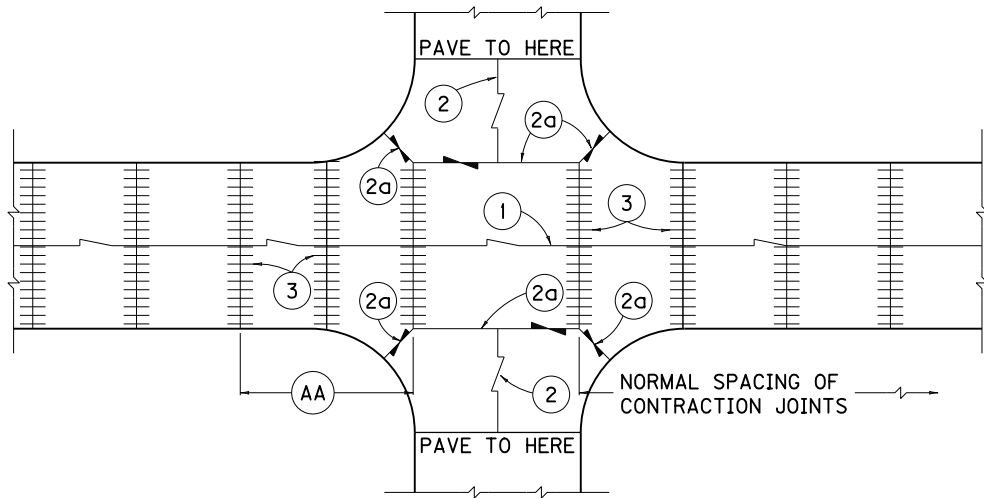 PAVE TO HERE
2
2a
2a
1
3
3
2a
2a
2a
AA
2
NORMAL SPACING OF
CONTRACTION JOINTS
PAVE TO HERE